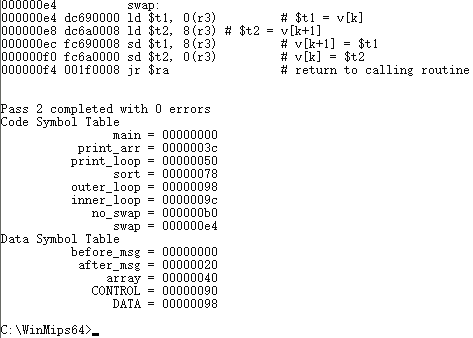 000000e4          swap:
000000e4 dc690000 ld $t1, 0(r3)        # $t1 = v[k]
000000e8 dc6a0008 ld $t2, 8(r3) # $t2 = v[k+1]
000000ec fc690008 sd $t1, 8(r3)        # v[k+1] = $t1
000000f0 fc6a0000 sd $t2, 0(r3)        # v[k] = $t2
000000f4 001f0008 jr $ra               # return to calling routine
Pass 2 completed with 0 errors
Code Symbol Table
main = 00000000
print_arr = 0000003c
print_loop = 00000050
sort = 00000078
outer_loop = 00000098
inner_loop = 0000009c
no_swap = 000000b0
swap = 000000e4
Data Symbol Table
before_msg = 00000000
after_msg = 00000020
array = 00000040
CONTROL = 00000090
DATA = 00000098
C:\WinMips64>_